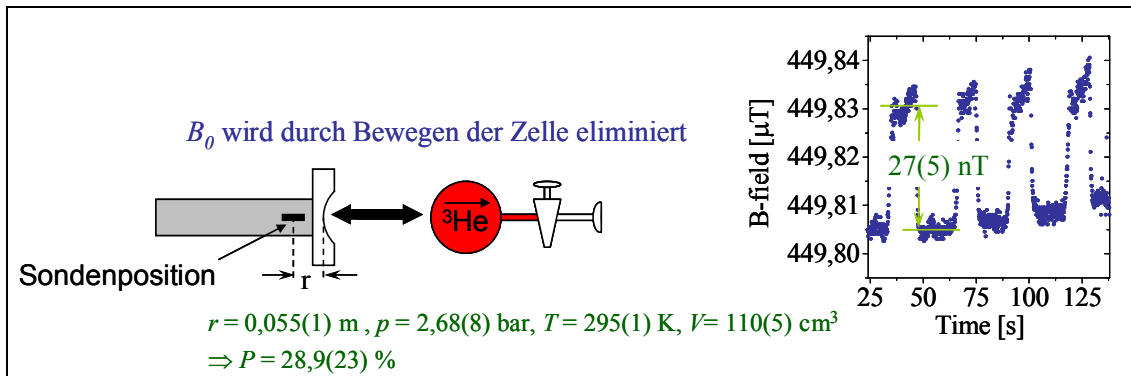 B₀ wird durch Bewegen der Zelle eliminiert
³He
Sondenposition
r
r = 0,055(1) m , p = 2,68(8) bar, T = 295(1) K, V= 110(5) cm³
⇒ P = 28,9(23) %
B-field [µT]
449,84
449,83
449,82
449,81
449,80
27(5) nT
25 50 75 100 125
Time [s]